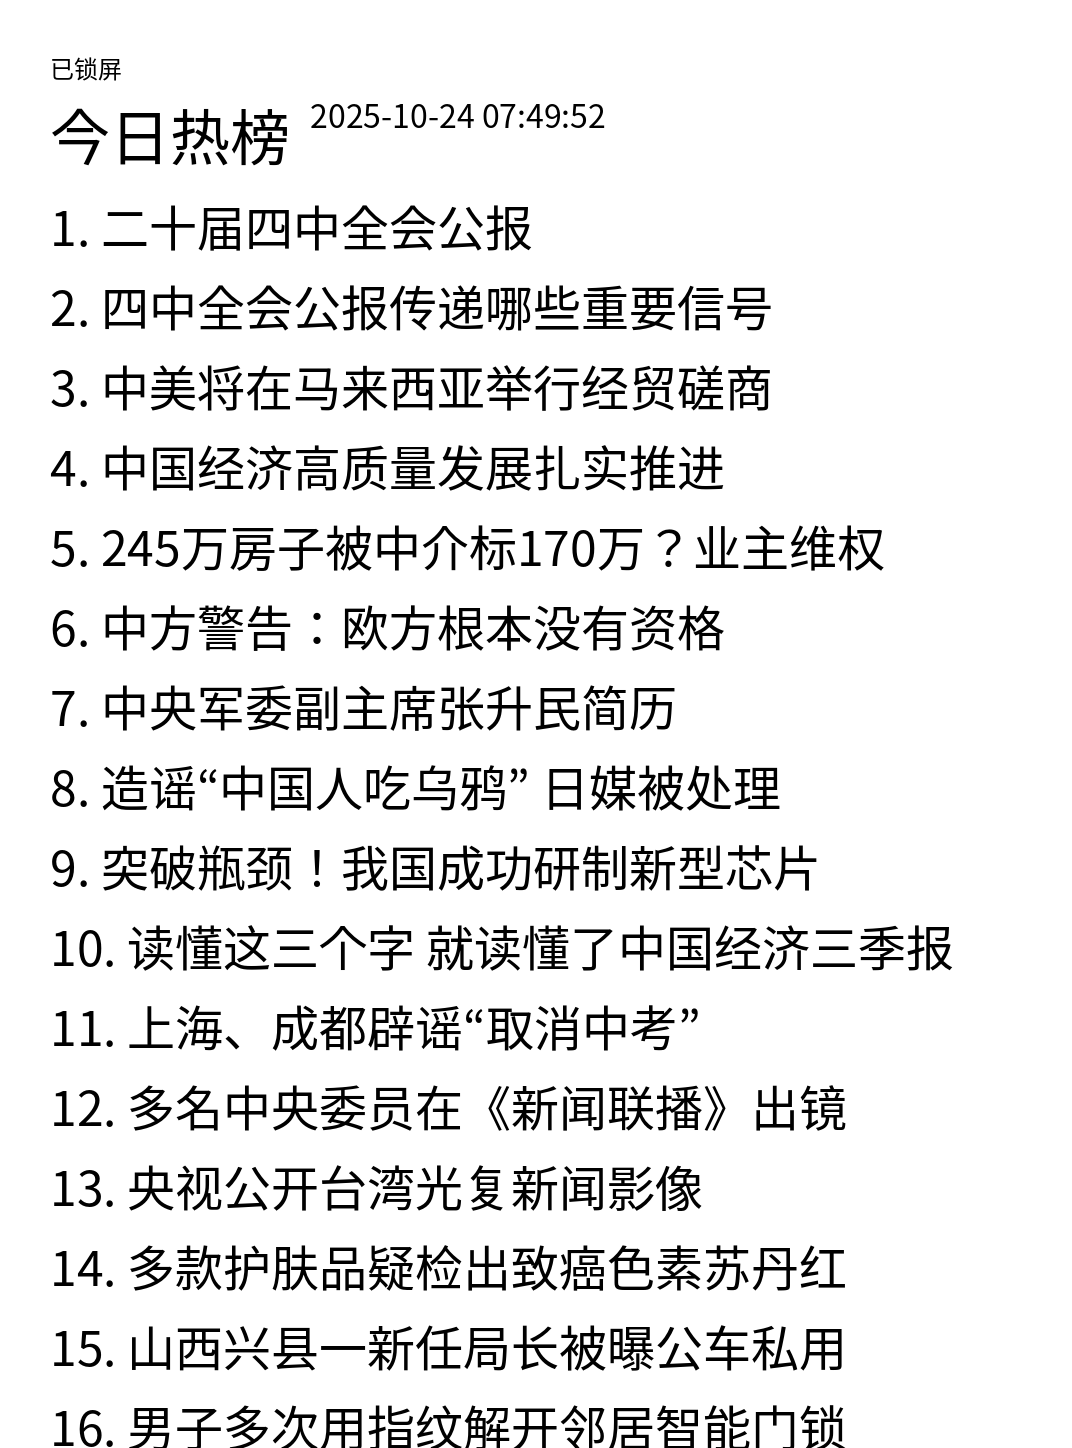 已锁屏
今日热榜 2025-10-24 07:49:52
1. 二十届四中全会公报
2. 四中全会公报传递哪些重要信号
3. 中美将在马来西亚举行经贸磋商
4. 中国经济高质量发展扎实推进
5. 245万房子被中介标170万？业主维权
6. 中方警告：欧方根本没有资格
7. 中央军委副主席张升民简历
8. 造谣“中国人吃乌鸦” 日媒被处理
9. 突破瓶颈！我国成功研制新型芯片
10. 读懂这三个字 就读懂了中国经济三季报
11. 上海、成都辟谣“取消中考”
12. 多名中央委员在《新闻联播》出镜
13. 央视公开台湾光复新闻影像
14. 多款护肤品疑检出致癌色素苏丹红
15. 山西兴县一新任局长被曝公车私用
16. 男子多次用指纹解开邻居智能门锁